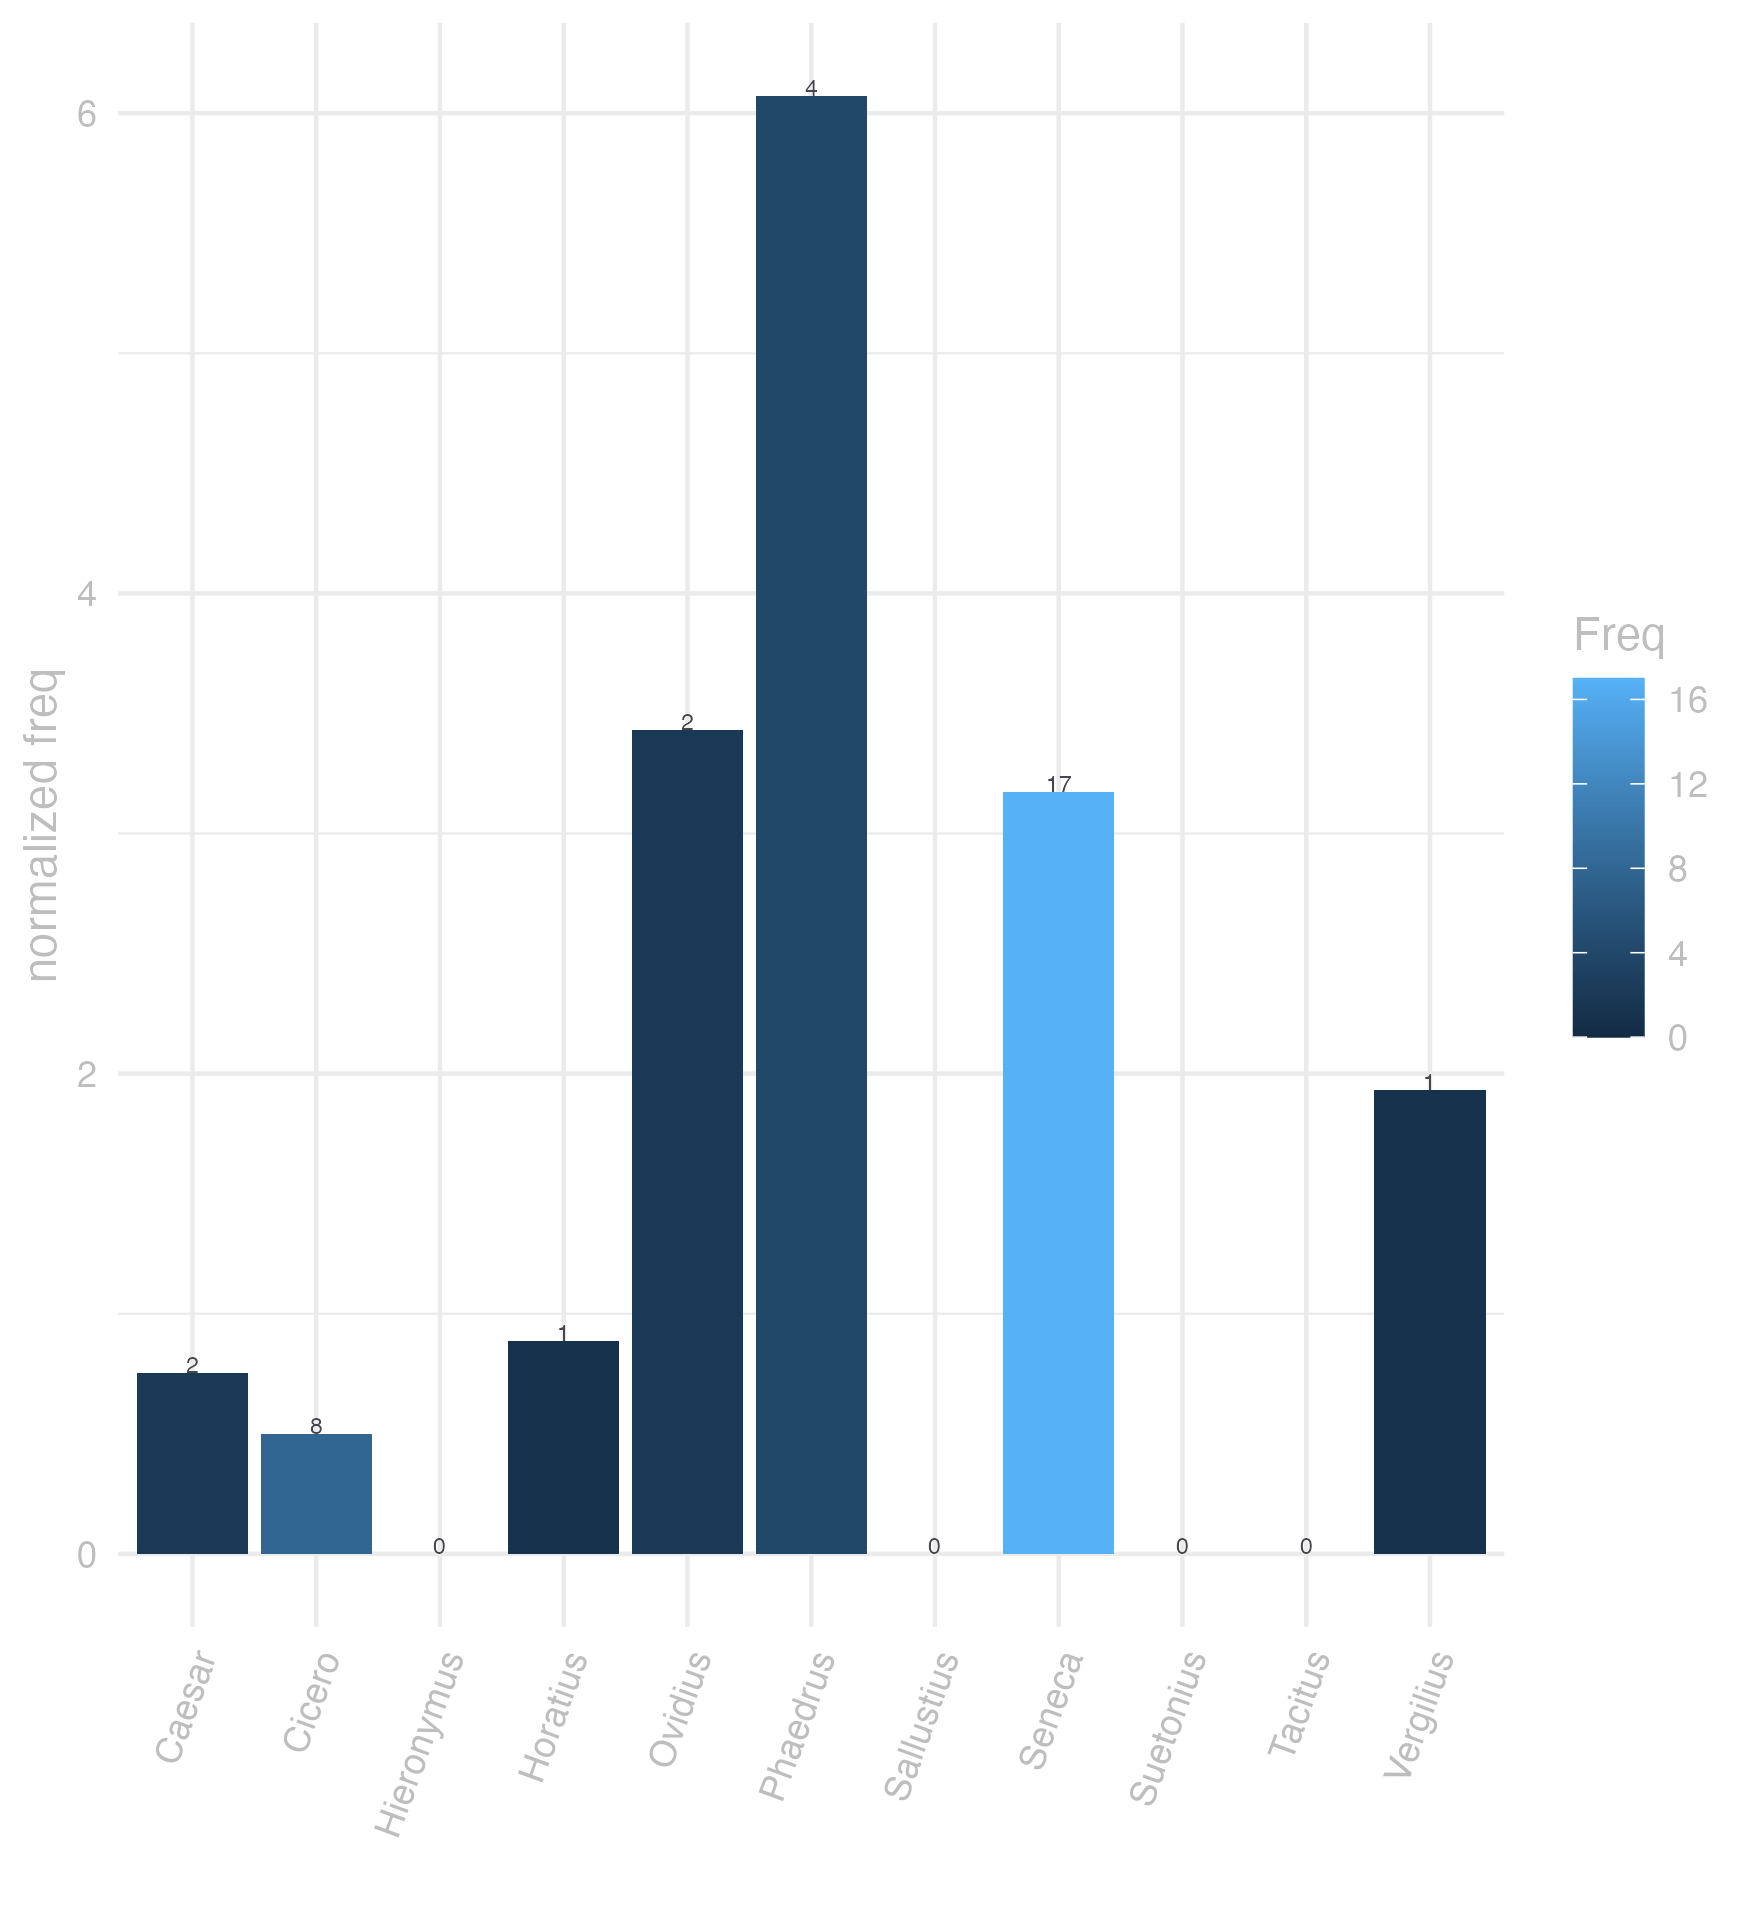 normalized freq
6
4
2
0
2
8
0
1
2
4
0
17
0
0
1
Caesar
Cicero
Hieronymus
Horatius
Ovidius
Phaedrus
Sallustius
Seneca
Suetonius
Tacitus
Vergilius
Freq
16
12
8
4
0